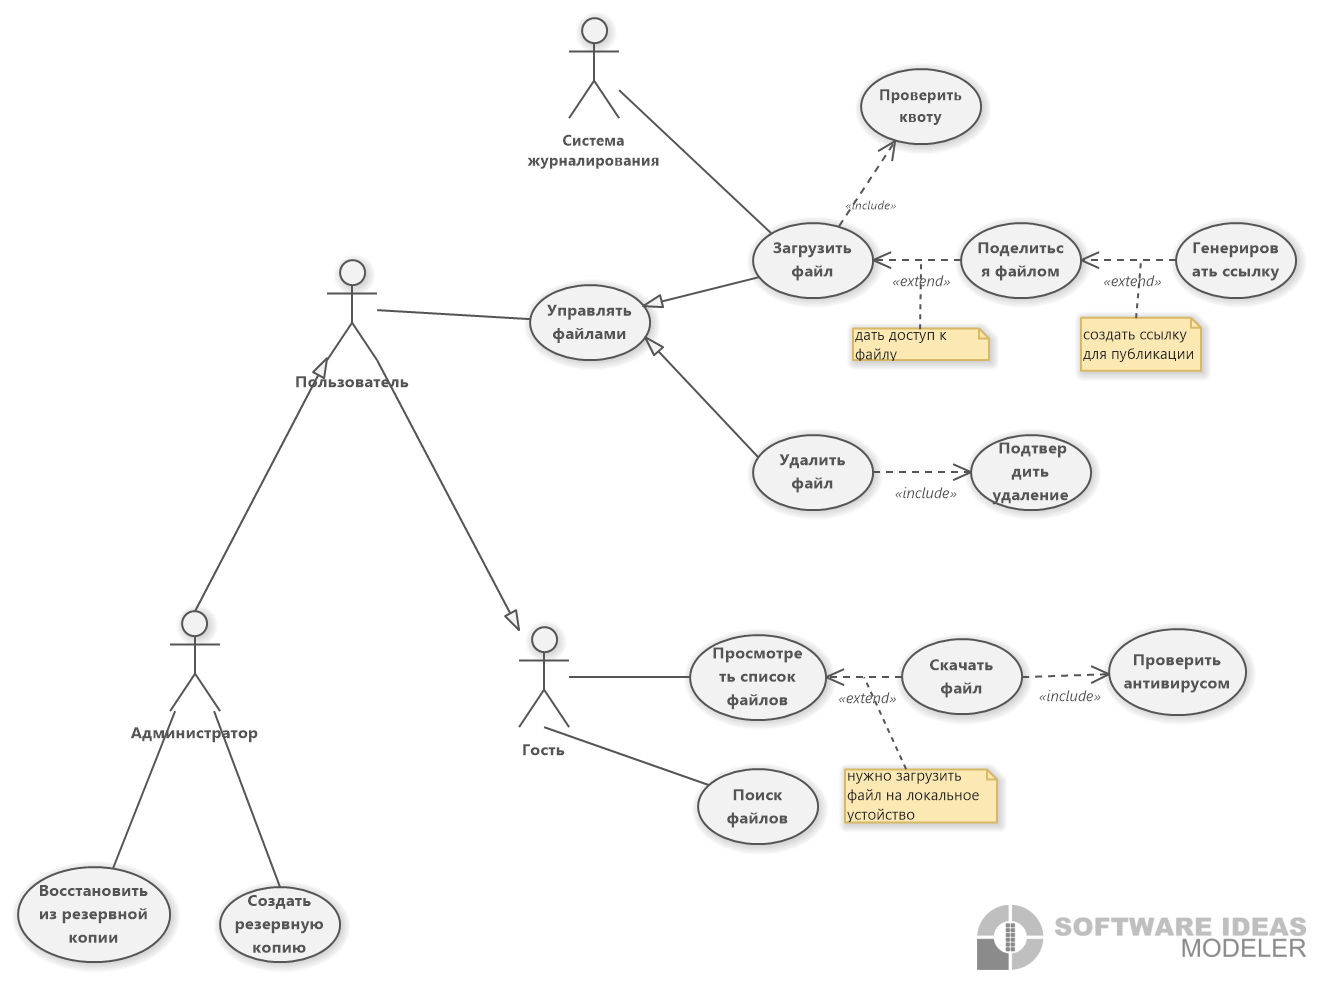 Система
журналирования
Проверить
квоту
«include»
Загрузить
файл
«extend»
Поделитьс
я файлом
«extend»
Генериров
ать ссылку
дать доступ к
файлу
создать ссылку
для публикации
Пользователь
Управлять
файлами
Удалить
файл
«include»
Подтвер
дить
удаление
Администратор
Гость
Просмотре
ть список
файлов
«extend»
Скачать
файл
«include»
Проверить
антивирусом
Поиск
файлов
нужно загрузить
файл на локальное
устойство
Восстановить
из резервной
копии
Создать
резервную
копию
SOFTWARE IDEAS
MODELER